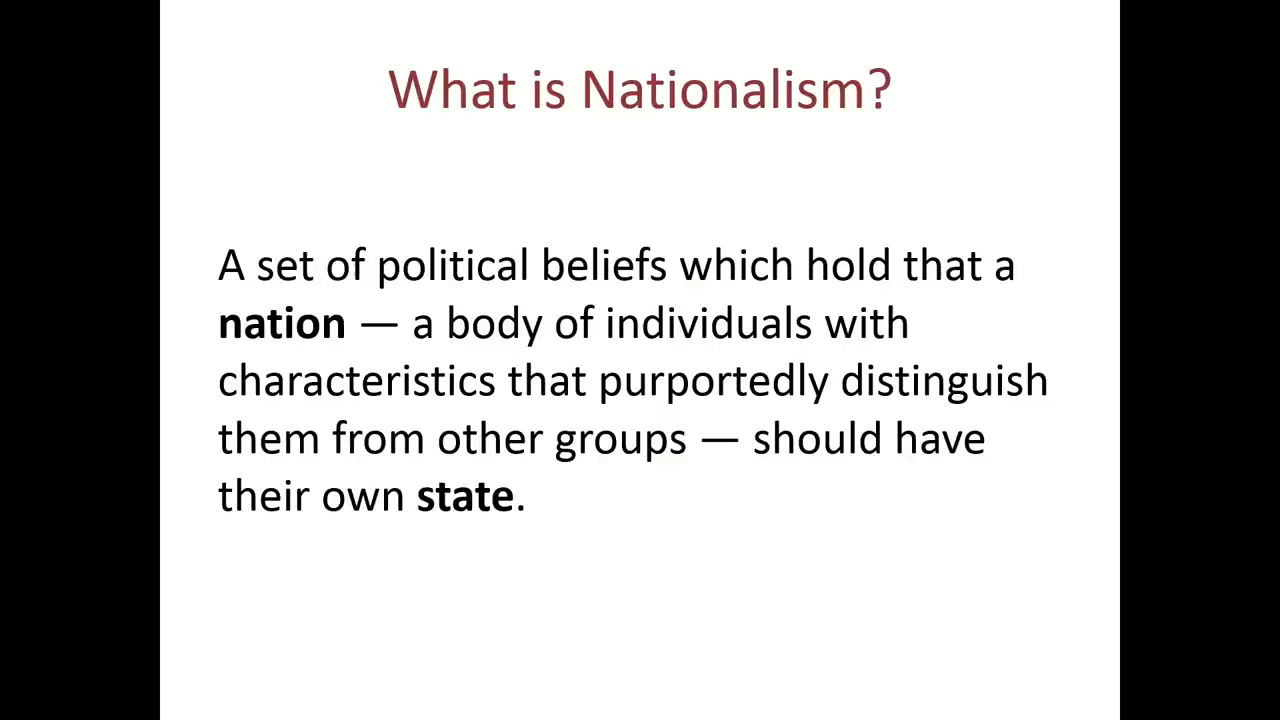 What is Nationalism?
A set of political beliefs which hold that a
nation — a body of individuals with
characteristics that purportedly distinguish
them from other groups — should have
their own state.